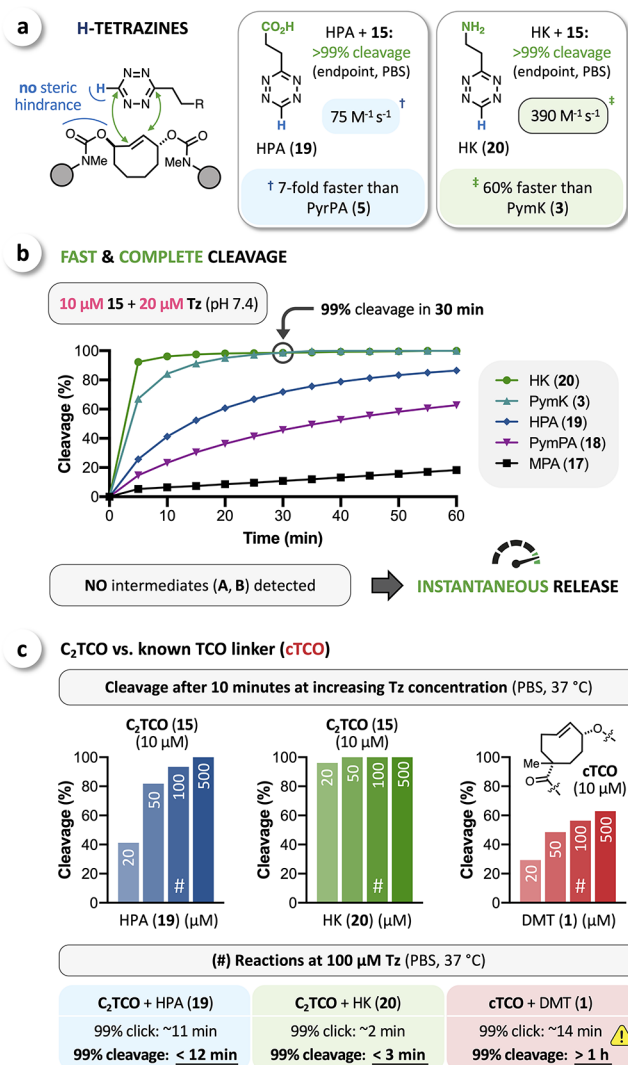 a
H-TETRAZINES
no steric
hindrance
H
N N
N N
R
O O
O O
NMe MeN
CO₂H
N N
N N
H
HPA (19)
HPA + 15:
>99% cleavage
(endpoint, PBS)
75 M⁻¹ s⁻¹ †
† 7-fold faster than
PyrPA (5)
NH₂
N N
N N
H
HK (20)
HK + 15:
>99% cleavage
(endpoint, PBS)
390 M⁻¹ s⁻¹ ‡
‡ 60% faster than
PymK (3)
b
FAST & COMPLETE CLEAVAGE
10 µM 15 + 20 µM Tz (pH 7.4)
99% cleavage in 30 min
Cleavage (%)
100
80
60
40
20
0
0 10 20 30 40 50 60
Time (min)
HK (20)
PymK (3)
HPA (19)
PymPA (18)
MPA (17)
NO intermediates (A, B) detected
INSTANTANEOUS RELEASE
c
C₂TCO vs. known TCO linker (cTCO)
Cleavage after 10 minutes at increasing Tz concentration (PBS, 37 °C)
C₂TCO (15)
(10 µM)
Cleavage (%)
100
80
60
40
20
0
20 50 100 500
#
HPA (19) (µM)
C₂TCO (15)
(10 µM)
Cleavage (%)
100
80
60
40
20
0
20 50 100 500
#
HK (20) (µM)
O
Me
O
cTCO
(10 µM)
Cleavage (%)
100
80
60
40
20
0
20 50 100 500
#
DMT (1) (µM)
(#) Reactions at 100 µM Tz (PBS, 37 °C)
C₂TCO + HPA (19)
99% click: ~11 min
99% cleavage: < 12 min
C₂TCO + HK (20)
99% click: ~2 min
99% cleavage: < 3 min
cTCO + DMT (1)
99% click: ~14 min
!
99% cleavage: > 1 h